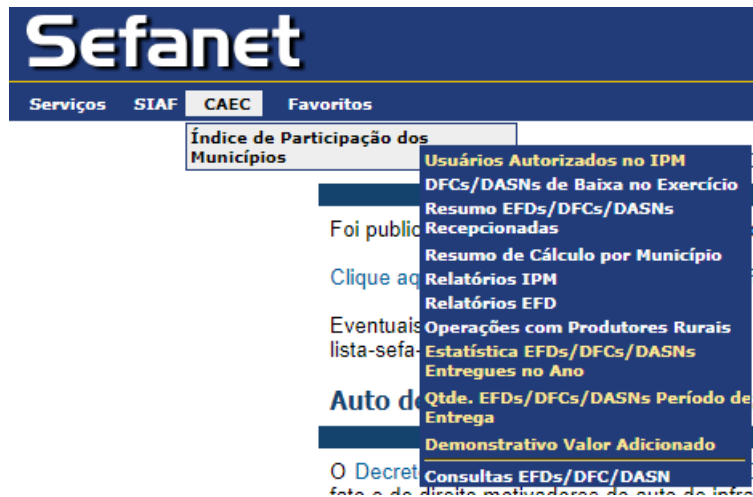 Sefanet
Serviços SIAF CAEC Favoritos
Índice de Participação dos
Municípios
Usuários Autorizados no IPM
DFCs/DASNs de Baixa no Exercício
Resumo EFDs/DFCs/DASNs
Recepcionadas
Resumo de Cálculo por Município
Relatórios IPM
Relatórios EFD
Operações com Produtores Rurais
Estatística EFDs/DFCs/DASNs
Entregues no Ano
Qtde. EFDs/DFCs/DASNs Período de
Entrega
Demonstrativo Valor Adicionado
Consultas EFDs/DFC/DASN
Foi public
Clique aq
Eventuais
lista-sefa-
Auto de
O Decret